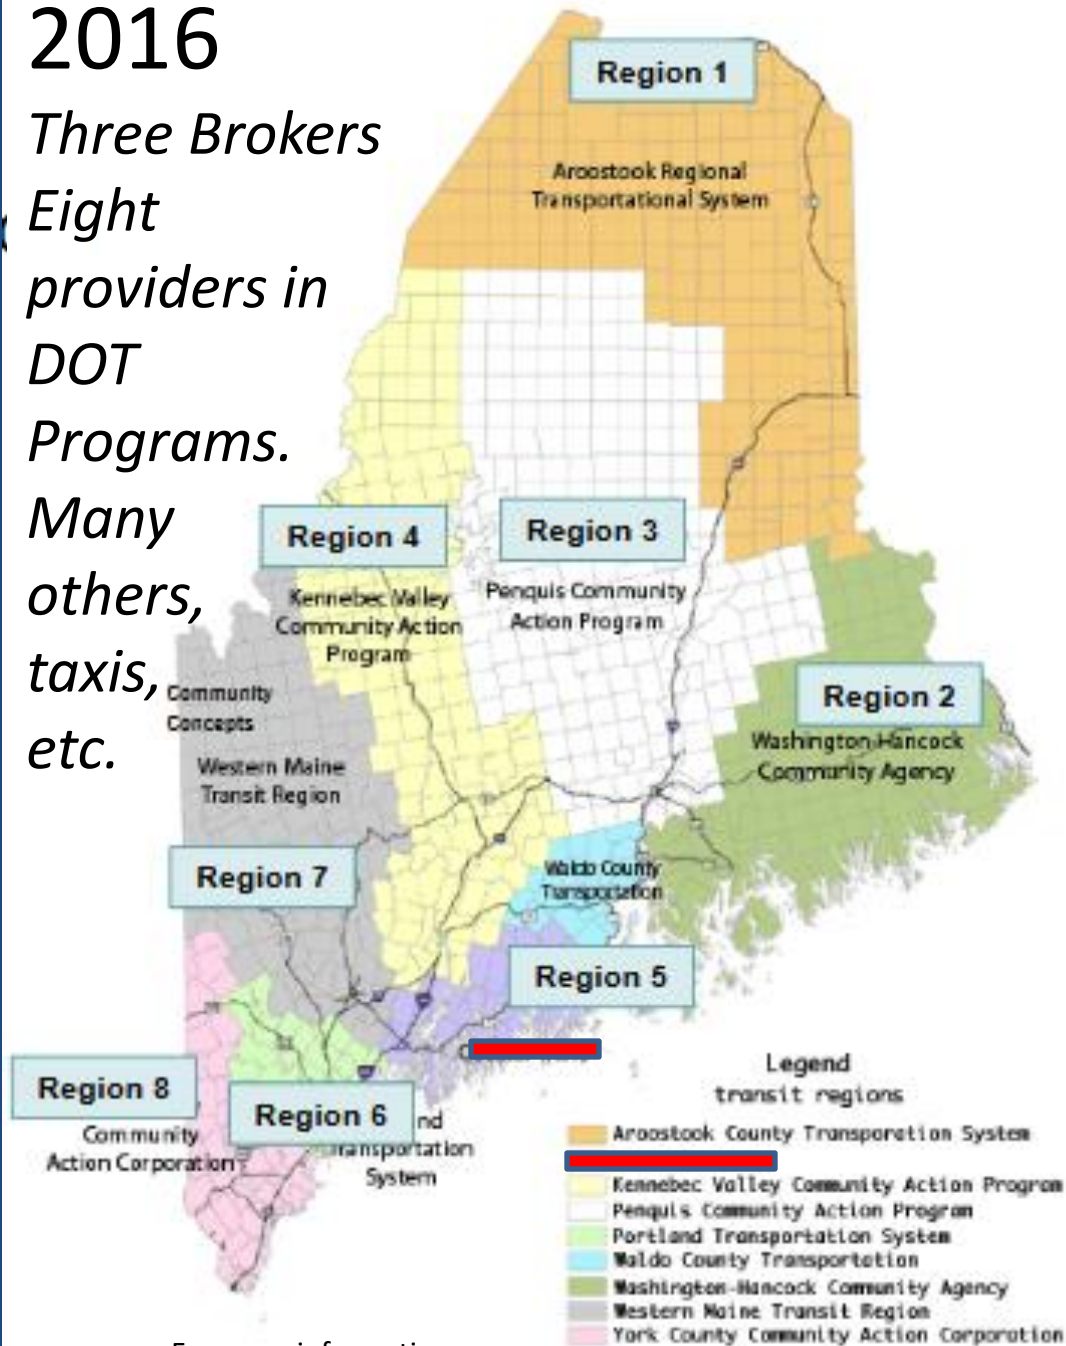 2016
Three Brokers
Eight
providers in
DOT
Programs.
Many
others,
taxis,
etc.
Region 1
Aroostook Regional
Transportational System
Region 4
Kennebec Valley
Community Action
Program
Region 3
Penquis Community
Action Program
Region 2
Washington-Hancock
Community Agency
Community
Concepts
Western Maine
Transit Region
Region 7
Waldo County
Transportation
Region 5
Region 8
Community
Action Corporation
Region 6
nd
Transportation
System
Legend
transit regions
Aroostook County Transporation System
Kennebec Valley Community Action Program
Penquis Community Action Program
Portland Transportation System
Waldo County Transportation
Washington-Hancock Community Agency
Western Maine Transit Region
York County Community Action Corporation